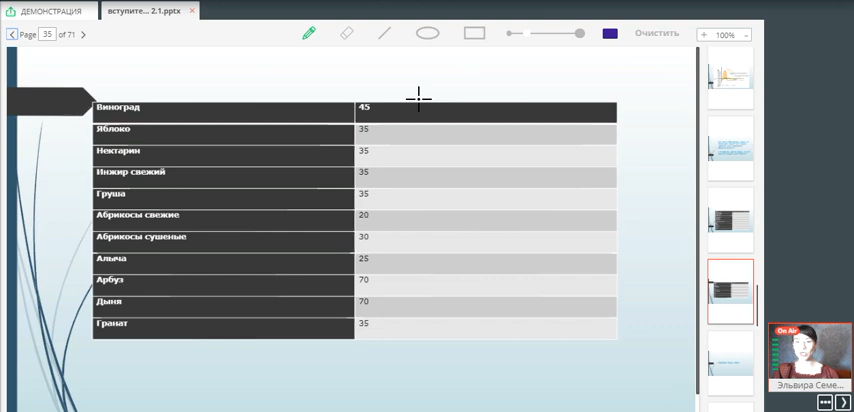 ДЕМОНСТРАЦИЯ
вступите... 2.1.pptx ×
Page 35 of 71
Очистить
+ 100% -
Виноград 45
Яблоко 35
Нектарин 35
Инжир свежий 35
Груша 35
Абрикосы свежие 20
Абрикосы сушеные 30
Алыча 25
Арбуз 70
Дыня 70
Гранат 35
On Air
Эльвира Семе...